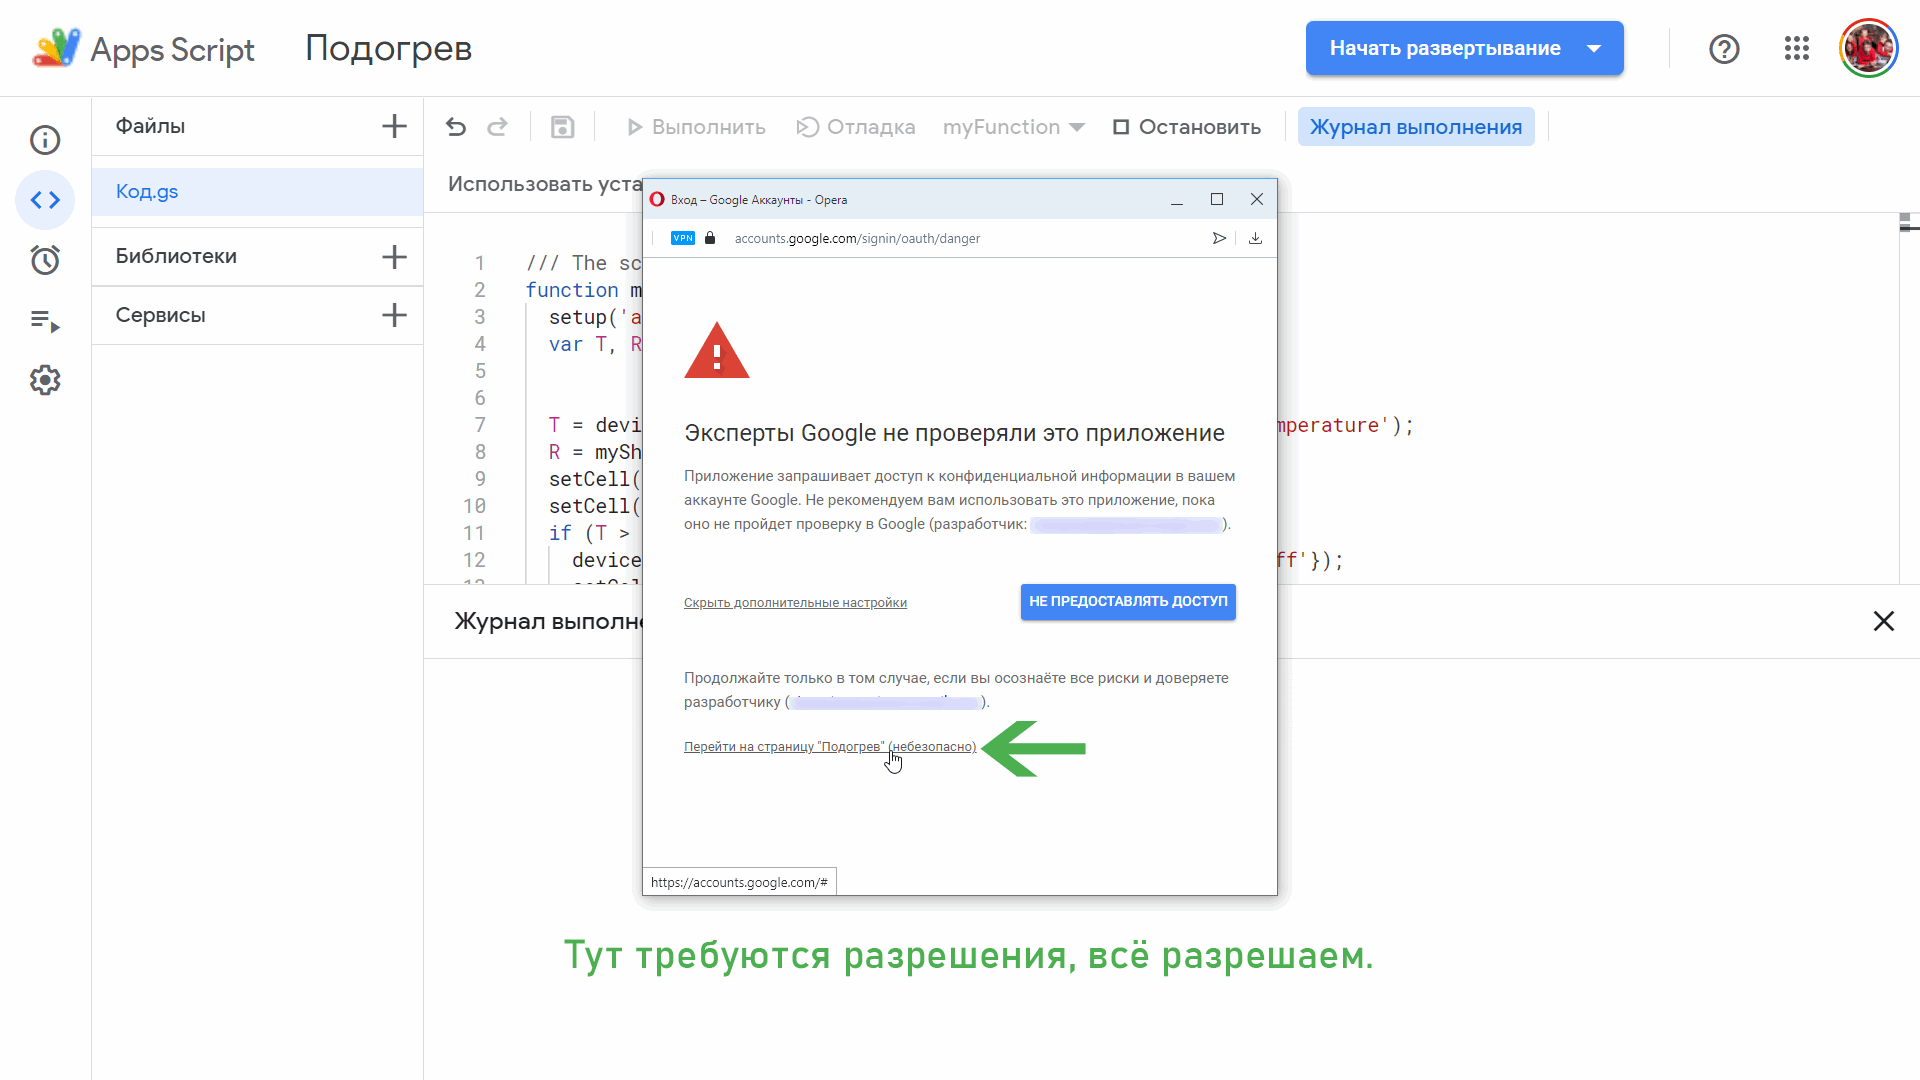 Apps Script
Подогрев
Начать развертывание
Файлы
Выполнить
Отладка
myFunction
Остановить
Журнал выполнения
Код.gs
Библиотеки
Сервисы
Использовать уста
1 /// The sc
2 function m
3 setup('a
4 var T, R
5
6
7 T = devi mperature');
8 R = mySh
9 setCell(
10 setCell(
11 if (T >
12 device ff'});
Журнал выполне
Вход – Google Аккаунты - Opera
VPN
accounts.google.com/signin/oauth/danger
Эксперты Google не проверяли это приложение
Приложение запрашивает доступ к конфиденциальной информации в вашем
аккаунте Google. Не рекомендуем вам использовать это приложение, пока
оно не пройдет проверку в Google (разработчик: ).
Скрыть дополнительные настройки
НЕ ПРЕДОСТАВЛЯТЬ ДОСТУП
Продолжайте только в том случае, если вы осознаёте все риски и доверяете
разработчику ( ).
Перейти на страницу "Подогрев" (небезопасно)
https://accounts.google.com/#
Тут требуются разрешения, всё разрешаем.